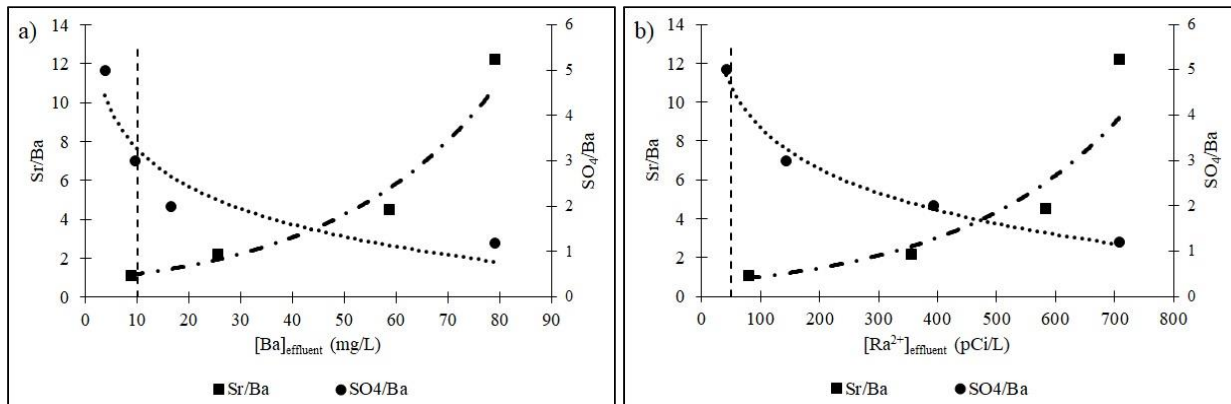 a)
14
12
10
8
6
4
2
0
Sr/Ba
6
5
4
3
2
1
0
SO₄/Ba
0 10 20 30 40 50 60 70 80 90
[Ba]effluent (mg/L)
Sr/Ba SO4/Ba
b)
14
12
10
8
6
4
2
0
Sr/Ba
6
5
4
3
2
1
0
SO₄/Ba
0 100 200 300 400 500 600 700 800
[Ra²⁺]effluent (pCi/L)
Sr/Ba SO4/Ba